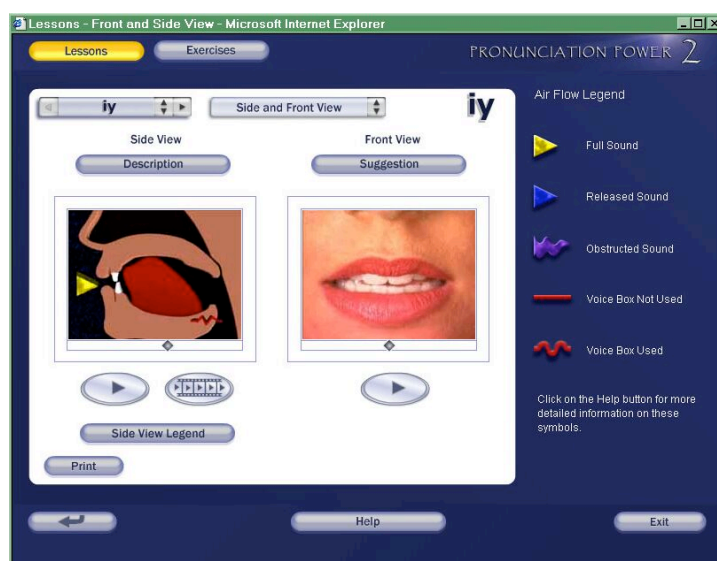 Lessons - Front and Side View - Microsoft Internet Explorer
Lessons
Exercises
PRONUNCIATION POWER 2
iy
Side and Front View
iy
Side View
Front View
Description
Suggestion
Side View Legend
Print
Air Flow Legend
Full Sound
Released Sound
Obstructed Sound
Voice Box Not Used
Voice Box Used
Click on the Help button for more
detailed information on these
symbols.
Help
Exit